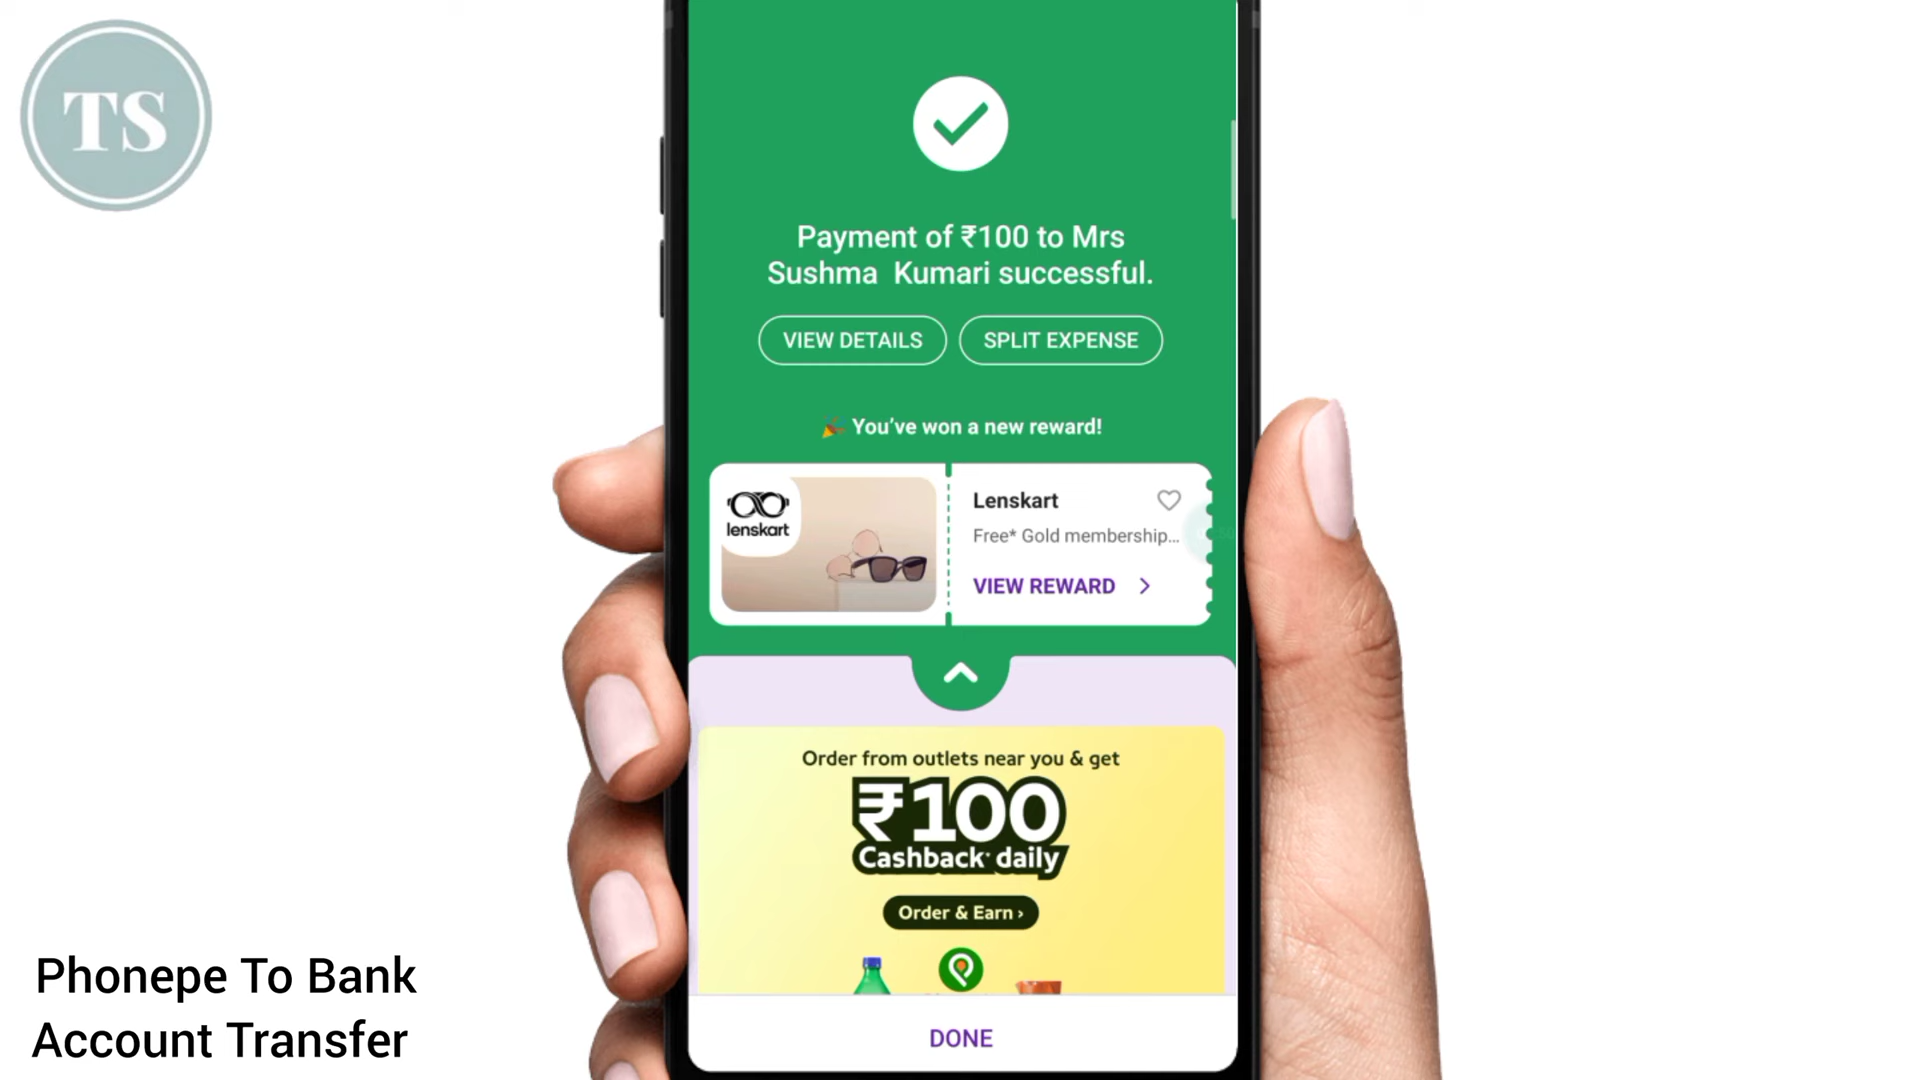 TS
Payment of ₹100 to Mrs
Sushma Kumari successful.
VIEW DETAILS
SPLIT EXPENSE
You've won a new reward!
lenskart
Lenskart
Free* Gold membership...
VIEW REWARD >
Order from outlets near you & get
₹100
Cashback* daily
Order & Earn ›
DONE
Phonepe To Bank
Account Transfer